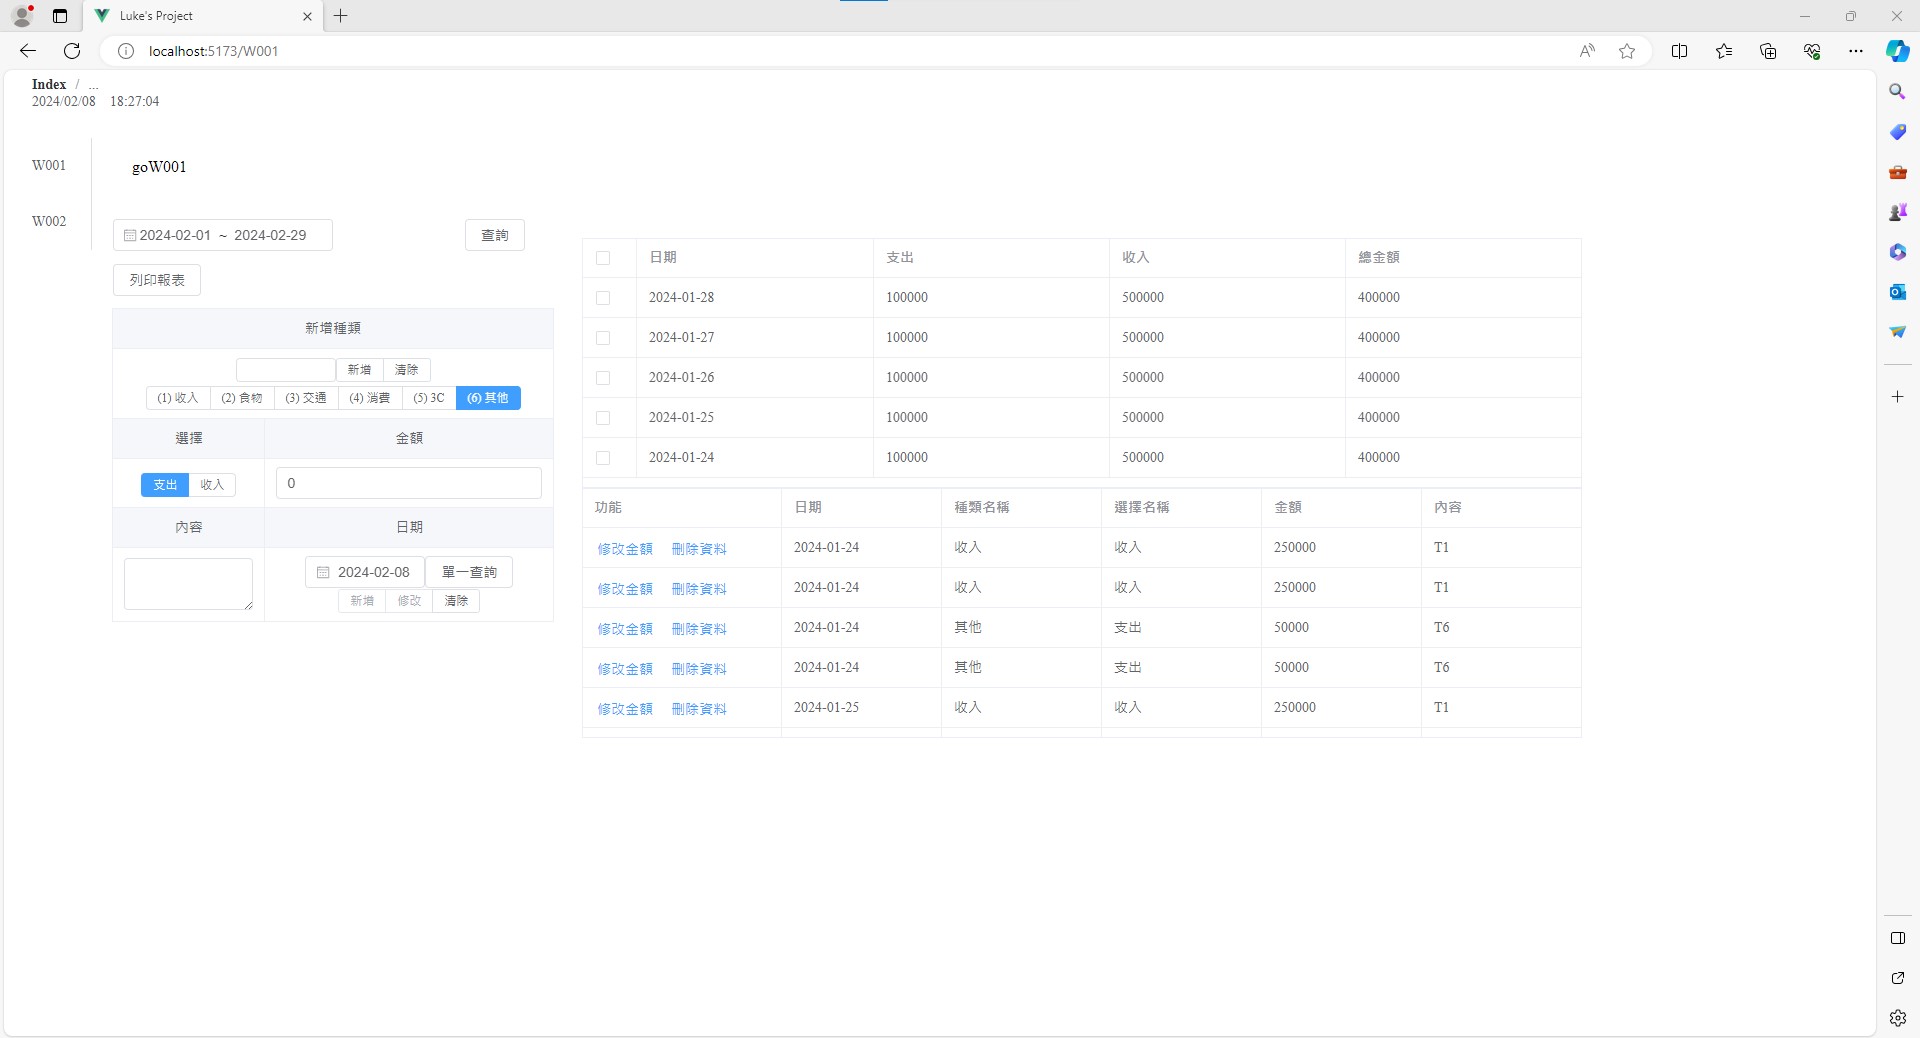 Luke's Project
localhost:5173/W001
Index / ...
2024/02/08 18:27:04
W001
goW001
W002
2024-02-01 ~ 2024-02-29
查詢
列印報表
新增種類
新增 清除
(1) 收入 (2) 食物 (3) 交通 (4) 消費 (5) 3C (6) 其他
選擇 金額
支出 收入 0
內容 日期
2024-02-08 單一查詢
新增 修改 清除
日期 支出 收入 總金額
2024-01-28 100000 500000 400000
2024-01-27 100000 500000 400000
2024-01-26 100000 500000 400000
2024-01-25 100000 500000 400000
2024-01-24 100000 500000 400000
功能 日期 種類名稱 選擇名稱 金額 內容
修改金額 刪除資料 2024-01-24 收入 收入 250000 T1
修改金額 刪除資料 2024-01-24 收入 收入 250000 T1
修改金額 刪除資料 2024-01-24 其他 支出 50000 T6
修改金額 刪除資料 2024-01-24 其他 支出 50000 T6
修改金額 刪除資料 2024-01-25 收入 收入 250000 T1